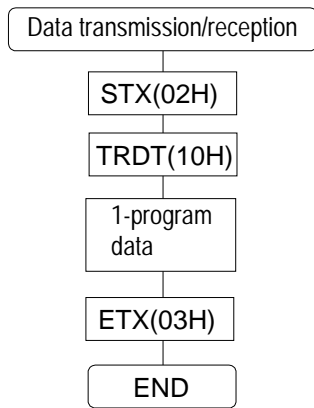 Data transmission/reception
STX(02H)
TRDT(10H)
1-program
data
ETX(03H)
END